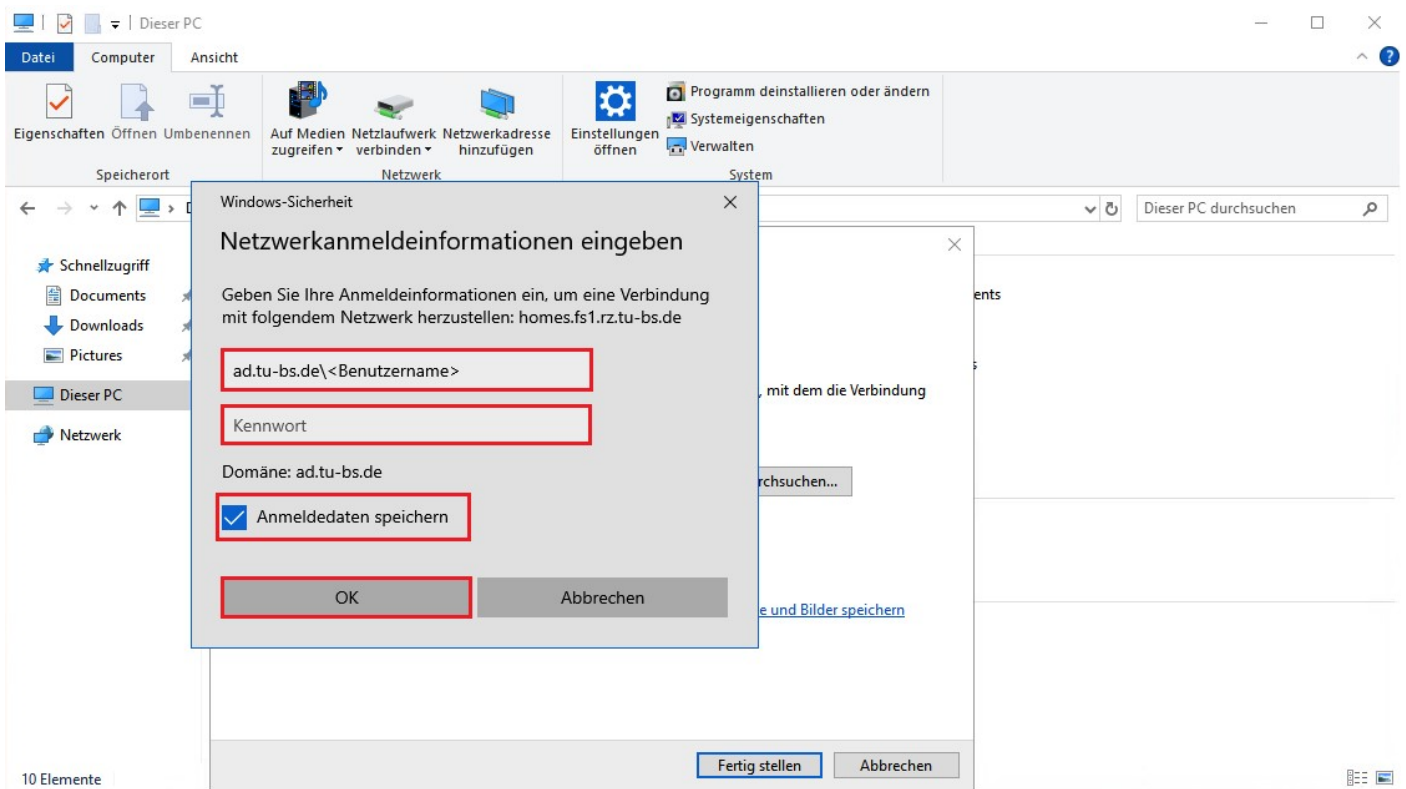 Dieser PC
Datei Computer Ansicht
?
Eigenschaften Öffnen Umbenennen
Auf Medien zugreifen
Netzlaufwerk verbinden
Netzwerkadresse hinzufügen
Einstellungen öffnen
Programm deinstallieren oder ändern
Systemeigenschaften
Verwalten
Speicherort Netzwerk System
Dieser PC durchsuchen
Schnellzugriff
Documents
Downloads
Pictures
Dieser PC
Netzwerk
Windows-Sicherheit
Netzwerkanmeldeinformationen eingeben
Geben Sie Ihre Anmeldeinformationen ein, um eine Verbindung
mit folgendem Netzwerk herzustellen: homes.fs1.rz.tu-bs.de
ad.tu-bs.de\<Benutzername>
Kennwort
Domäne: ad.tu-bs.de
Anmeldedaten speichern
OK Abbrechen
ents
, mit dem die Verbindung
rchsuchen...
e und Bilder speichern
Fertig stellen Abbrechen
10 Elemente